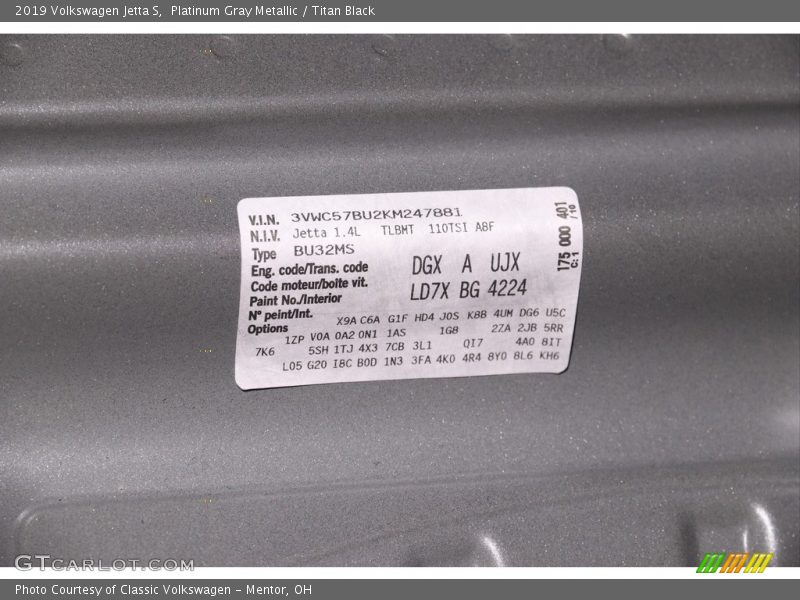 2019 Volkswagen Jetta S, Platinum Gray Metallic / Titan Black
V.I.N. 3VWC57BU2KM247881
N.I.V. Jetta 1.4L TLBMT 110TSI A8F
Type BU32MS
Eng. code/Trans. code DGX A UJX
Code moteur/boîte vit.
Paint No./Interior LD7X BG 4224
Nº peint/Int.
Options X9A C6A G1F HD4 J0S K8B 4UM DG6 U5C
1ZP V0A 0A2 0N1 1AS 1G8 2ZA 2JB 5RR
7K6 5SH 1TJ 4X3 7CB 3L1 QI7 4A0 8IT
L05 G20 I8C B0D 1N3 3FA 4K0 4R4 8Y0 8L6 KH6
175 000 401
C:1 /10
GTCARLOT.COM
Photo Courtesy of Classic Volkswagen - Mentor, OH